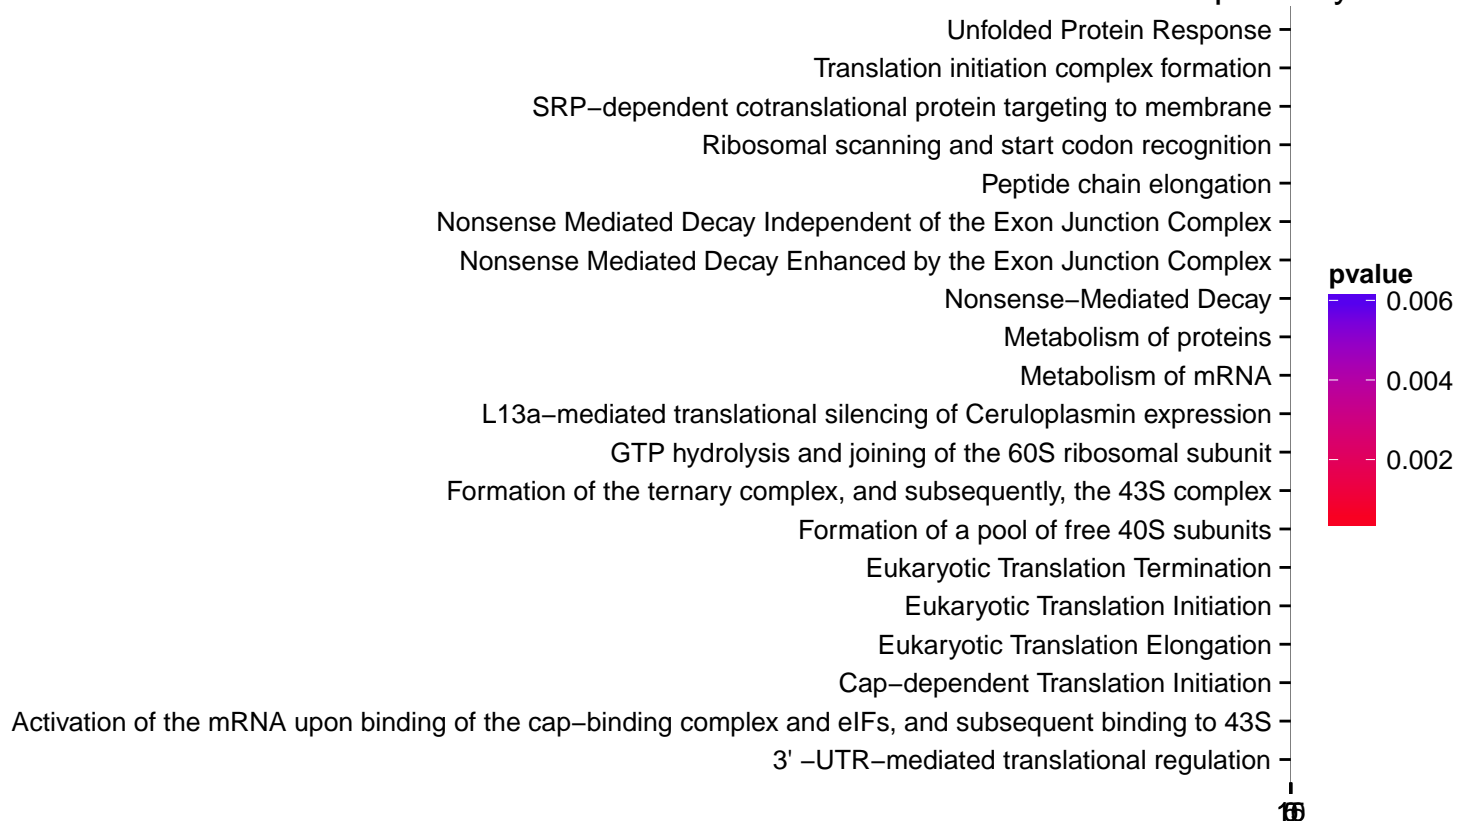 Unfolded Protein Response
Translation initiation complex formation
SRP−dependent cotranslational protein targeting to membrane
Ribosomal scanning and start codon recognition
Peptide chain elongation
Nonsense Mediated Decay Independent of the Exon Junction Complex
Nonsense Mediated Decay Enhanced by the Exon Junction Complex
Nonsense−Mediated Decay
Metabolism of proteins
Metabolism of mRNA
L13a−mediated translational silencing of Ceruloplasmin expression
GTP hydrolysis and joining of the 60S ribosomal subunit
Formation of the ternary complex, and subsequently, the 43S complex
Formation of a pool of free 40S subunits
Eukaryotic Translation Termination
Eukaryotic Translation Initiation
Eukaryotic Translation Elongation
Cap−dependent Translation Initiation
Activation of the mRNA upon binding of the cap−binding complex and eIFs, and subsequent binding to 43S
3' −UTR−mediated translational regulation
pvalue
0.006
0.004
0.002